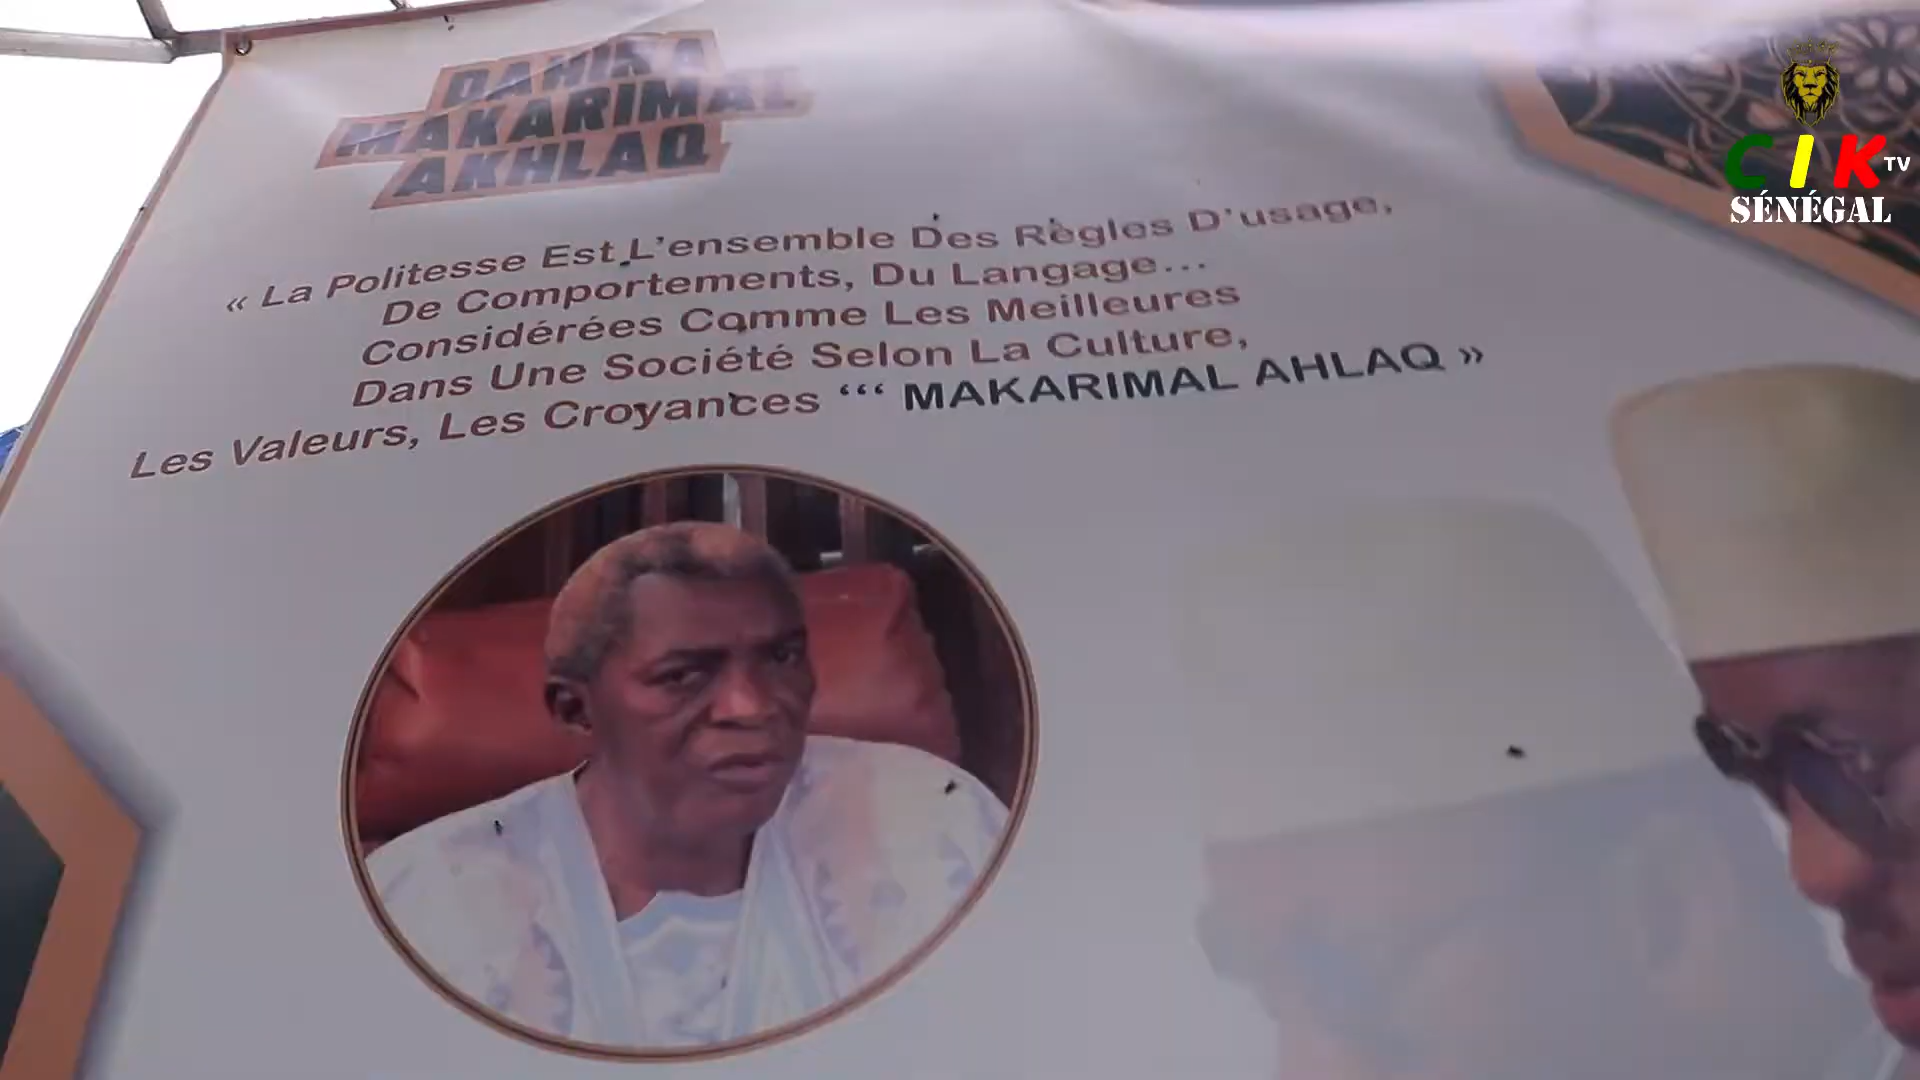 DAHIRA
MAKARIMAL
AKHLAQ
« La Politesse Est L'ensemble Des Règles D'usage,
De Comportements, Du Langage...
Considérées Comme Les Meilleures
Dans Une Société Selon La Culture,
Les Valeurs, Les Croyances “‘ MAKARIMAL AHLAQ »
CIK TV
SÉNÉGAL